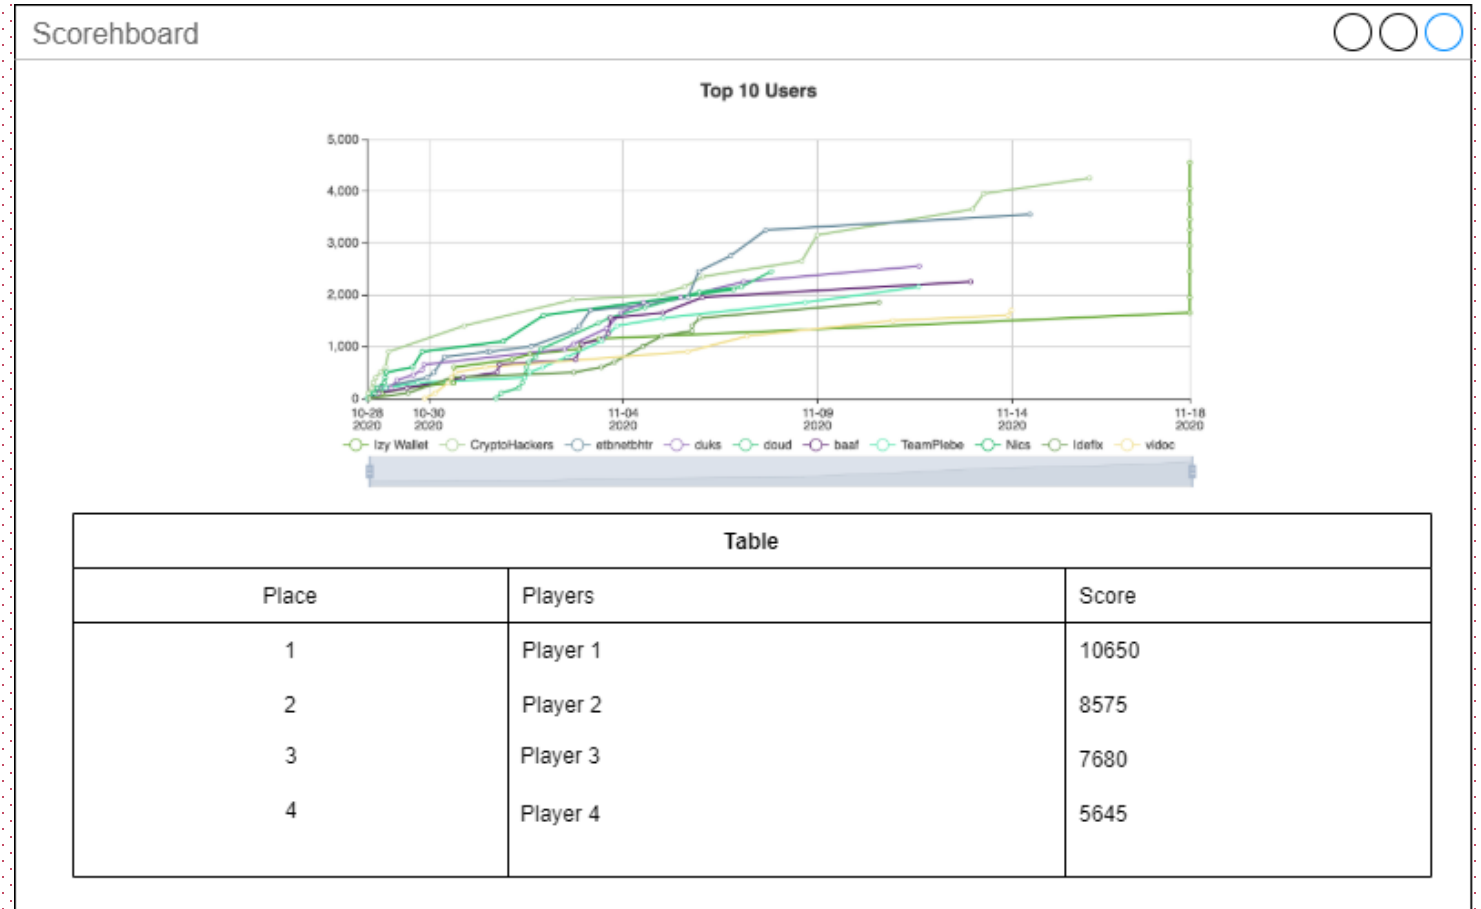 Scorehboard
Top 10 Users
5,000
4,000
3,000
2,000
1,000
0
10-28 10-30 11-04 11-09 11-14 11-18
2020 2020 2020 2020 2020 2020
Izy Wallet CryptoHackers etbnetbhtr duks doud baaf TeamPlebe Nics Idefix vidoc
Table
Place Players Score
1 Player 1 10650
2 Player 2 8575
3 Player 3 7680
4 Player 4 5645